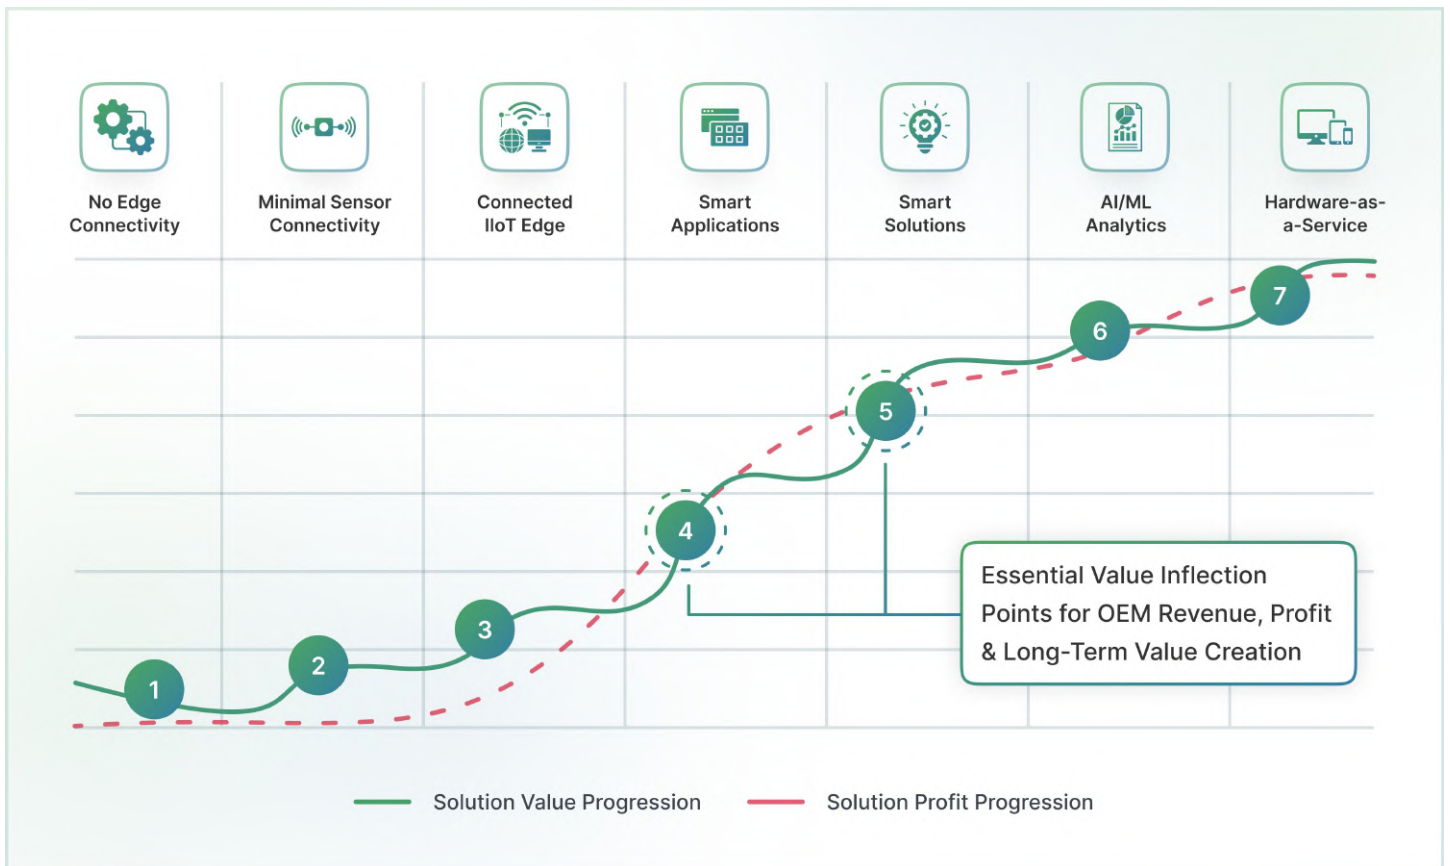 No Edge
Connectivity
Minimal Sensor
Connectivity
Connected
IIoT Edge
Smart
Applications
Smart
Solutions
AI/ML
Analytics
Hardware-as-
a-Service
1
2
3
4
5
6
7
Essential Value Inflection
Points for OEM Revenue, Profit
& Long-Term Value Creation
Solution Value Progression
Solution Profit Progression